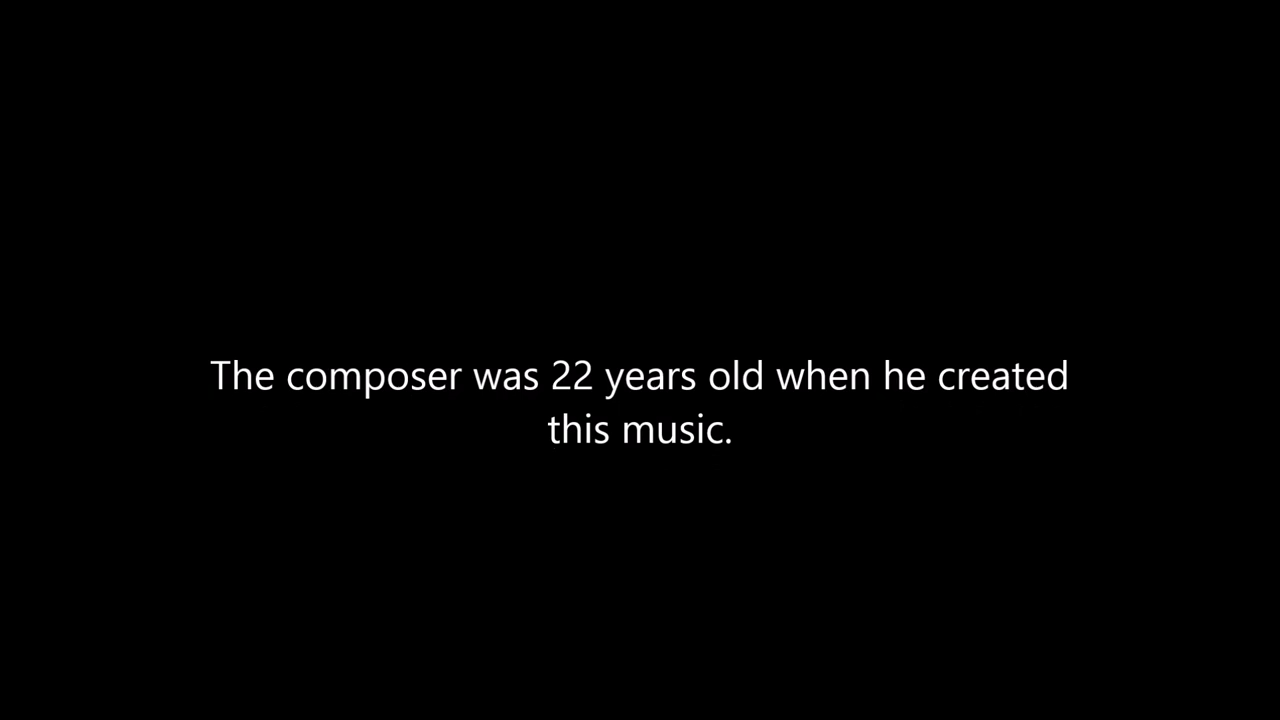 The composer was 22 years old when he created
this music.